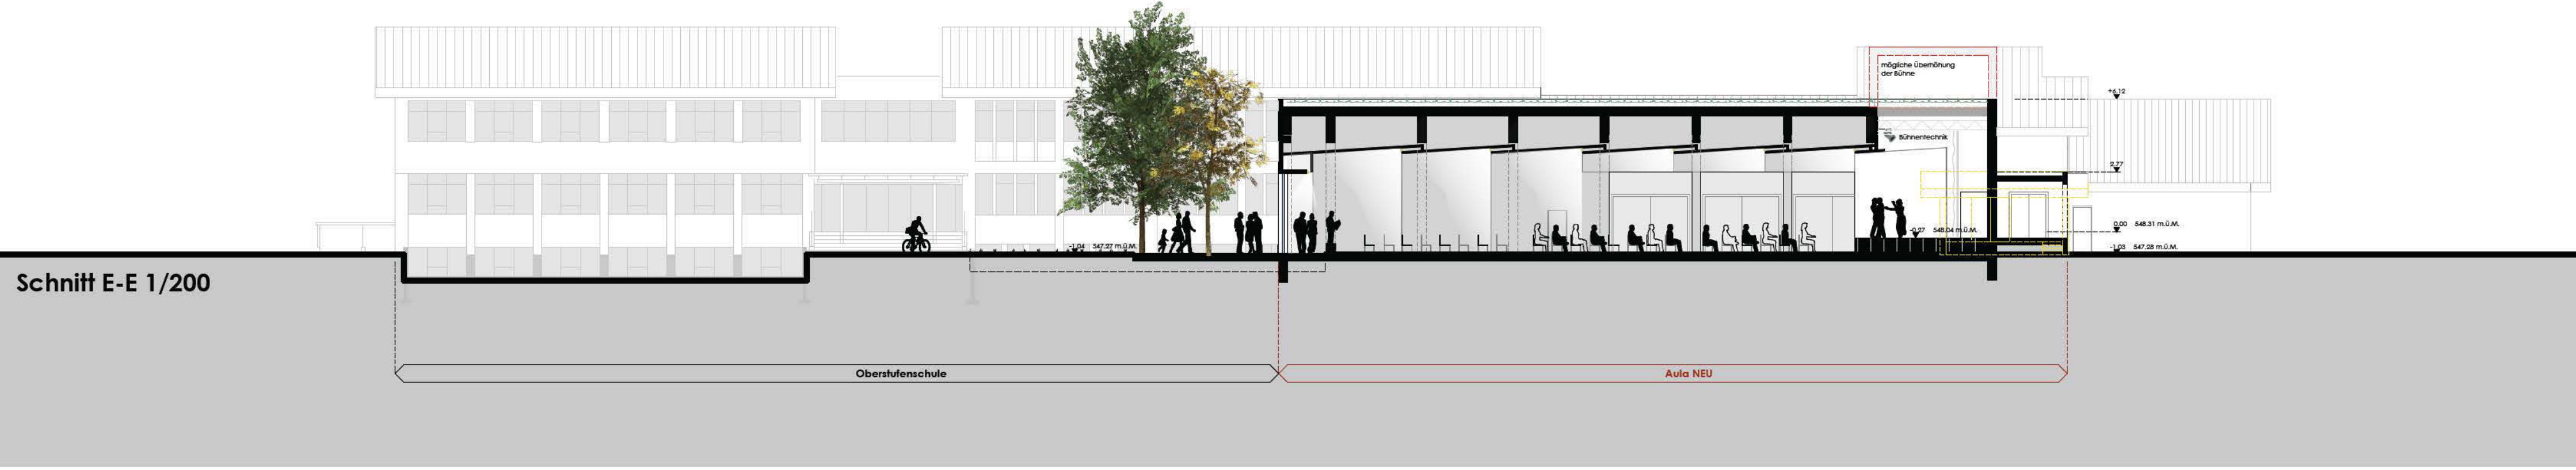 mögliche Überhöhung
der Bühne
+6.12
Bühnentechnik
2.77
0.00 548.31 m.ü.M.
-0.27 548.04 m.ü.M.
-1.04 547.27 m.ü.M.
-1.03 547.28 m.ü.M.
Schnitt E-E 1/200
Oberstufenschule
Aula NEU